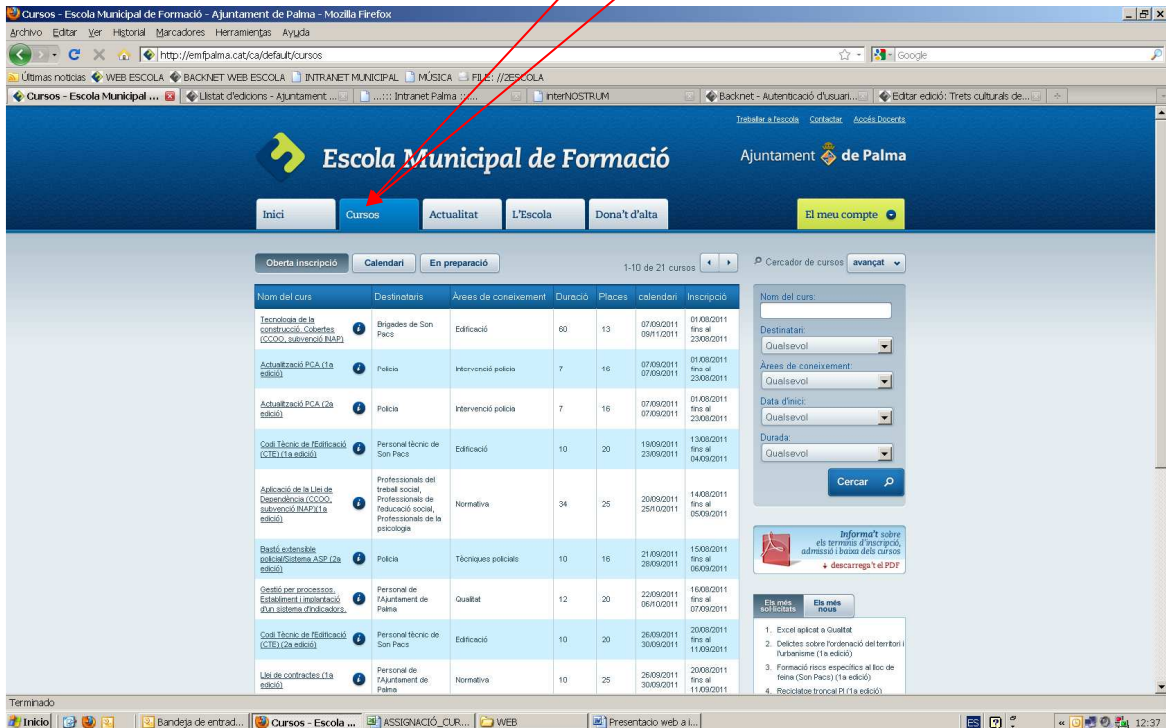 Cursos - Escola Municipal de Formació - Ajuntament de Palma - Mozilla Firefox
Archivo Editar Ver Historial Marcadores Herramientas Ayuda
http://emfpalma.cat/ca/default/cursos
Google
Últimas noticias WEB ESCOLA BACKNET WEB ESCOLA INTRANET MUNICIPAL MÚSICA FILE: //2ESCOLA
Cursos - Escola Municipal ... Llistat d'edicions - Ajuntament ... ...::: Intranet Palma ::... InterNOSTRUM Backnet - Autenticació d'usuari... Editar edició: Trets culturals de...
Treballar a l'escola Contactar Accés Docents
Escola Municipal de Formació
Ajuntament de Palma
Inici Cursos Actualitat L'Escola Dona't d'alta El meu compte
Oberta inscripció Calendari En preparació 1-10 de 21 cursos
Cercador de cursos avançat
Nom del curs Destinataris Àrees de coneixement Duració Places calendari Inscripció
Tecnologia de la
construcció. Cobertes
(CCOO, subvenció INAP)
Brigades de Son
Pacs
Edificació 60 13
07/09/2011
09/11/2011
01/08/2011
fins al
23/08/2011
Actualització PCA (1a
edició)
Policia Intervenció policia 7 16
07/09/2011
07/09/2011
01/08/2011
fins al
23/08/2011
Actualització PCA (2a
edició)
Policia Intervenció policia 7 16
07/09/2011
07/09/2011
01/08/2011
fins al
23/08/2011
Codi Tècnic de l'Edificació
(CTE) (1a edició)
Personal tècnic de
Son Pacs
Edificació 10 20
19/09/2011
23/09/2011
13/08/2011
fins al
04/09/2011
Aplicació de la Llei de
Dependència (CCOO,
subvenció INAP)(1a
edició)
Professionals del
treball social,
Professionals de
l'educació social,
Professionals de la
psicologia
Normativa 34 25
20/09/2011
25/10/2011
14/08/2011
fins al
05/09/2011
Bastó extensible
policial/Sistema ASP (2a
edició)
Policia Tècniques policials 10 16
21/09/2011
28/09/2011
15/08/2011
fins al
06/09/2011
Gestió per processos.
Establiment i implantació
d'un sistema d'indicadors.
Personal de
l'Ajuntament de
Palma
Qualitat 12 20
22/09/2011
06/10/2011
16/08/2011
fins al
07/09/2011
Codi Tècnic de l'Edificació
(CTE) (2a edició)
Personal tècnic de
Son Pacs
Edificació 10 20
26/09/2011
30/09/2011
20/08/2011
fins al
11/09/2011
Llei de contractes (1a
edició)
Personal de
l'Ajuntament de
Palma
Normativa 10 25
26/09/2011
30/09/2011
20/08/2011
fins al
11/09/2011
Nom del curs:
Destinatari:
Qualsevol
Àrees de coneixement:
Qualsevol
Data d'inici:
Qualsevol
Durada:
Qualsevol
Cercar
Informa't sobre
els terminis d'inscripció,
admissió i baixa dels cursos
descarrega't el PDF
Els més
sol·licitats
Els més
nous
1. Excel aplicat a Qualitat
2. Delictes sobre l'ordenació del territori i
l'urbanisme (1a edició)
3. Formació riscs específics al lloc de
feina (Son Pacs) (1a edició)
4. Reciclatge troncal PI (1a edició)
Terminado
Inicio Bandeja de entrad... Cursos - Escola ... ASSIGNACIÓ_CUR... WEB Presentacio web a i... ES 12:37